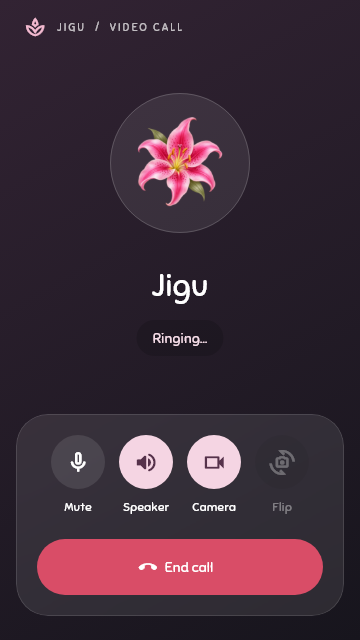 JIGU / VIDEO CALL
Jigu
Ringing...
Mute Speaker Camera Flip
End call